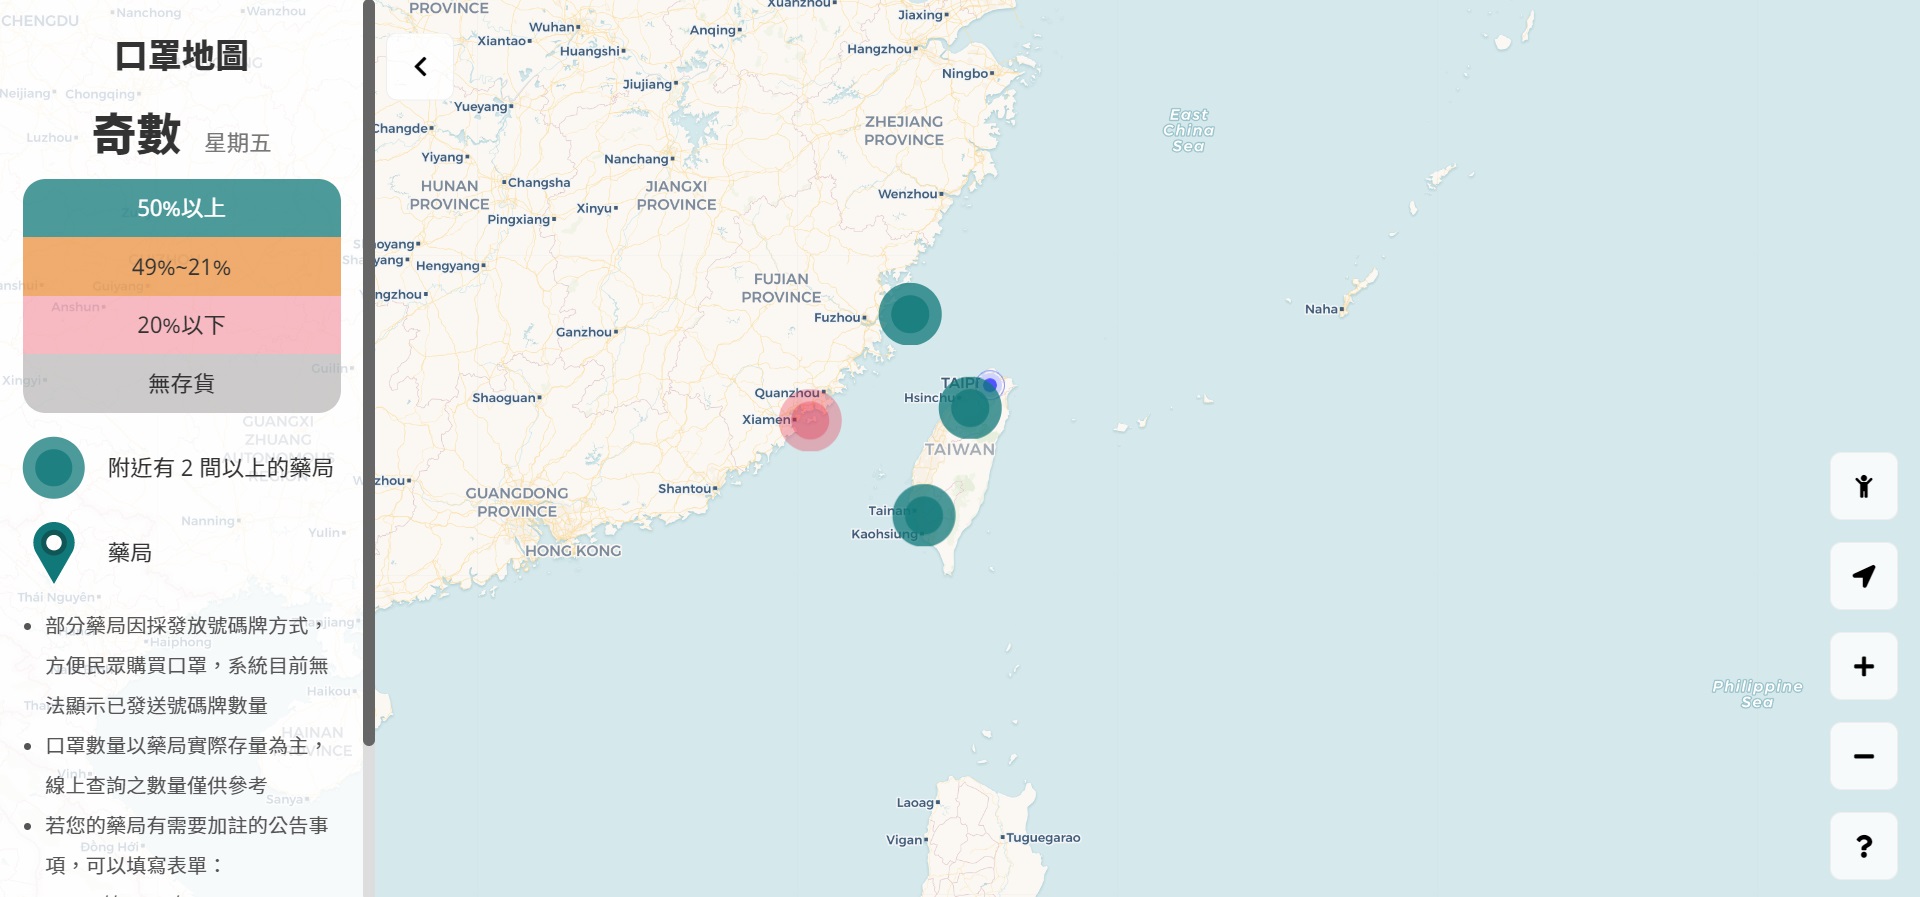 口罩地圖
奇數 星期五
50%以上
49%~21%
20%以下
無存貨
附近有 2 間以上的藥局
藥局
部分藥局因採發放號碼牌方式，
方便民眾購買口罩，系統目前無
法顯示已發送號碼牌數量
口罩數量以藥局實際存量為主，
線上查詢之數量僅供參考
若您的藥局有需要加註的公告事
項，可以填寫表單：
CHENGDU
Nanchong
Wanzhou
Neijiang
Chongqing
Luzhou
Guiyang
Anshun
Xingyi
Guilin
GUANGXI
ZHUANG
AUTONOMOUS
REGION
Nanning
Yulin
Thái Nguyên
Haiphong
Haikou
HAINAN
PROVINCE
Vinh
Sanya
Đồng Hới
PROVINCE
Wuhan
Xiantao
Huangshi
Anqing
Xuanzhou
Jiaxing
Hangzhou
Ningbo
Jiujiang
Yueyang
Changde
ZHEJIANG
PROVINCE
Yiyang
Nanchang
HUNAN
PROVINCE
Changsha
JIANGXI
PROVINCE
Xinyu
Pingxiang
Wenzhou
Hengyang
FUJIAN
PROVINCE
Fuzhou
Ganzhou
Shaoguan
Quanzhou
Xiamen
TAIPI
Hsinchu
TAIWAN
GUANGDONG
PROVINCE
Shantou
Tainan
Kaohsiung
HONG KONG
East
China
Sea
Naha
Philippine
Sea
Laoag
Vigan
Tuguegarao
?